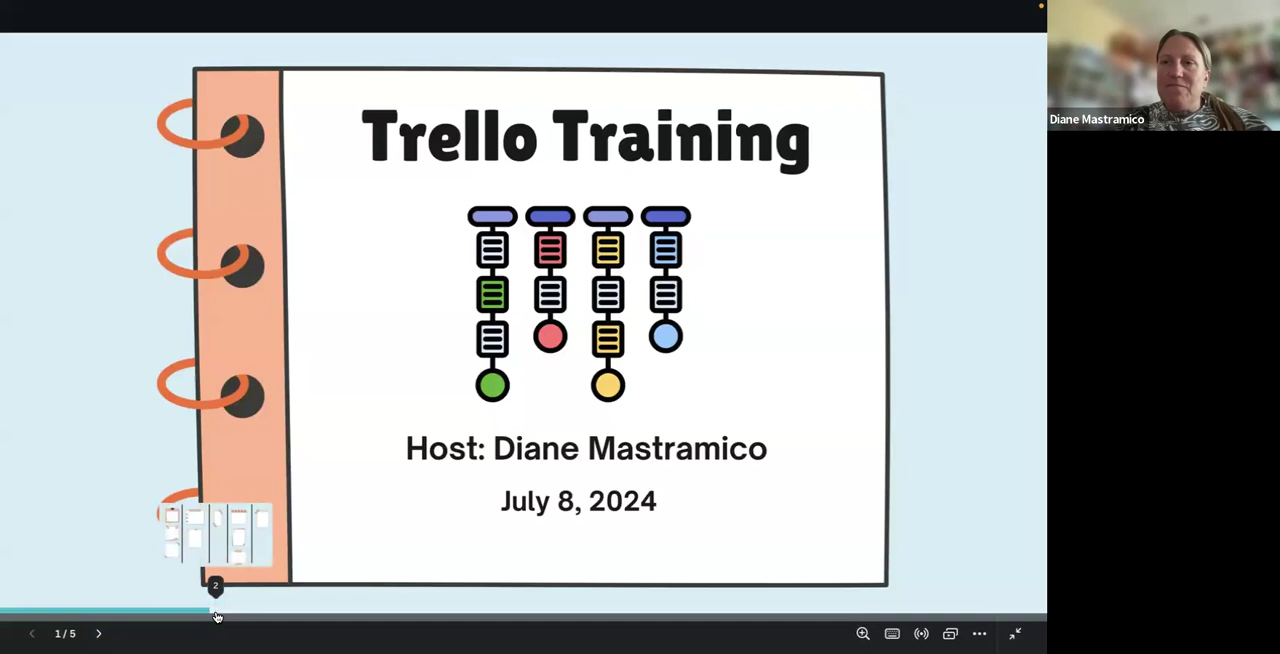 Trello Training
Host: Diane Mastramico
July 8, 2024
2
1 / 5
Diane Mastramico